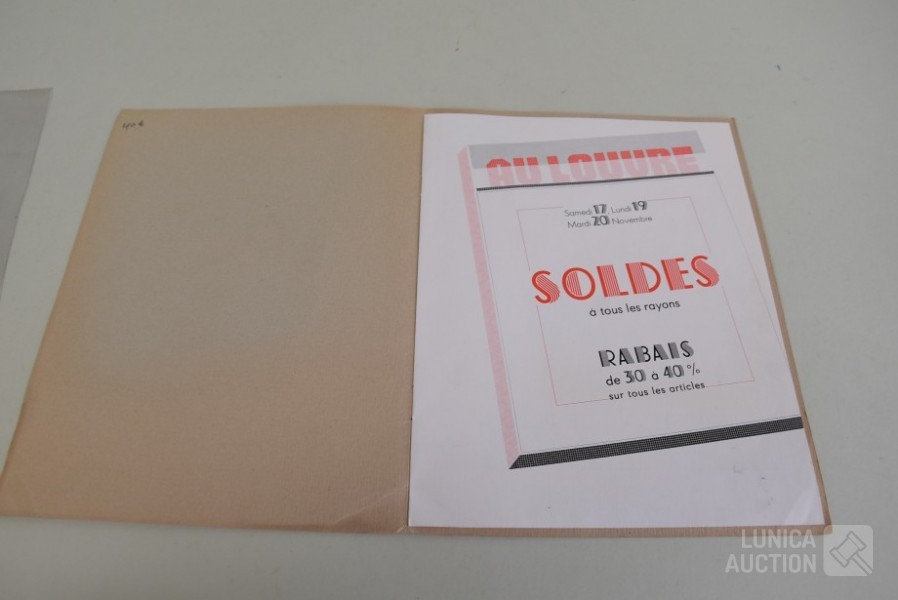 AU LOUVRE
Samedi 17, Lundi 19
Mardi 20 Novembre
SOLDES
à tous les rayons
RABAIS
de 30 à 40 %
sur tous les articles
LUNICA
AUCTION